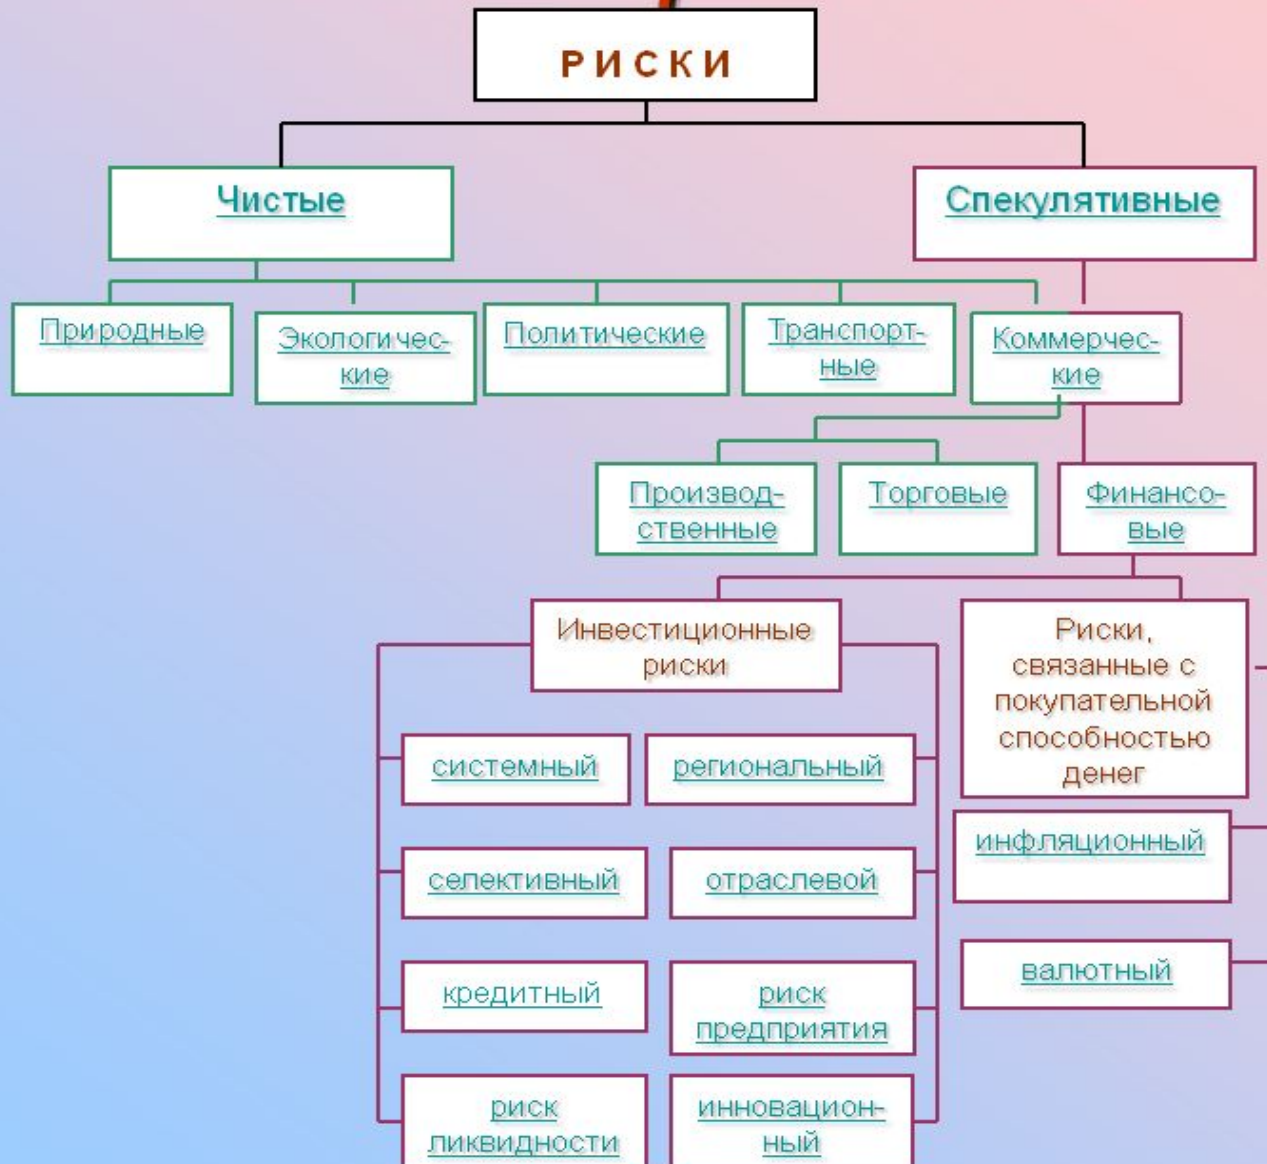 РИСКИ
Чистые
Спекулятивные
Природные
Экологичес-
кие
Политические
Транспорт-
ные
Коммерчес-
кие
Производ-
ственные
Торговые
Финансо-
вые
Инвестиционные
риски
Риски,
связанные с
покупательной
способностью
денег
системный
региональный
инфляционный
селективный
отраслевой
валютный
кредитный
риск
предприятия
риск
ликвидности
инновацион-
ный